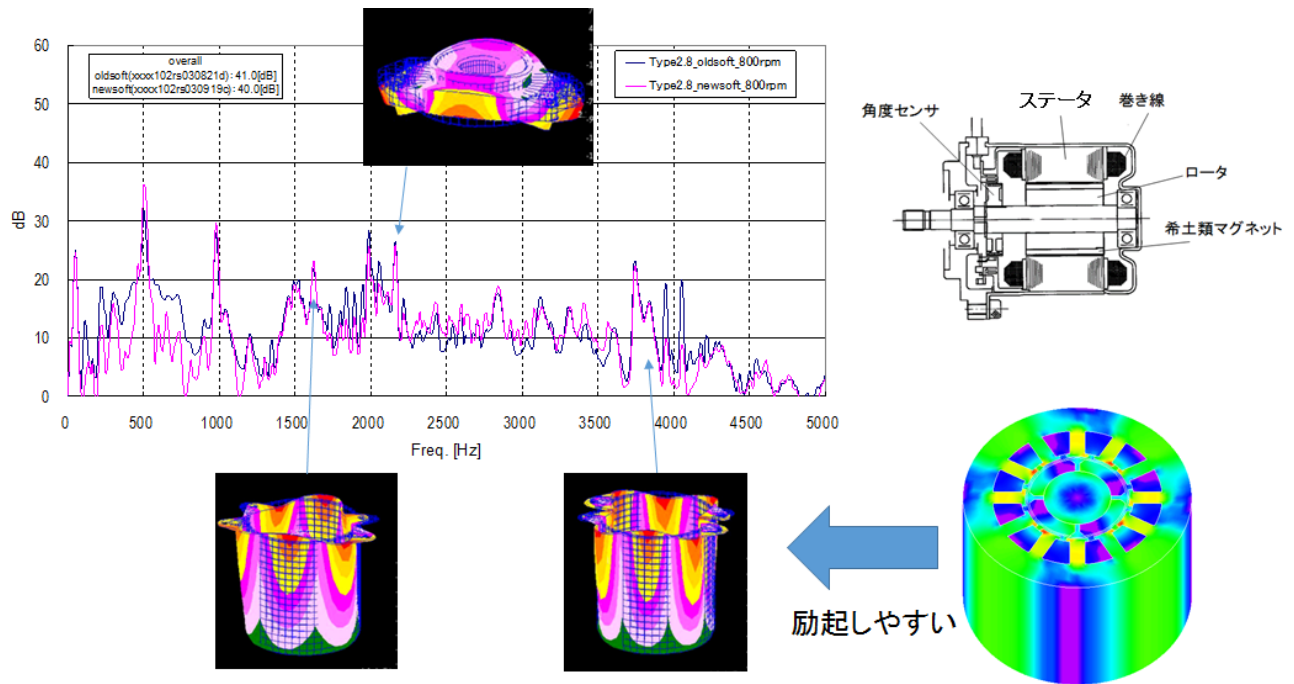 overall
oldsoft(xxxx102rs030821d): 41.0[dB]
newsoft(xxxx102rs030919c): 40.0[dB]
Type2.8_oldsoft_800rpm
Type2.8_newsoft_800rpm
60
50
40
30
20
10
0
dB
0 500 1000 1500 2000 2500 3000 3500 4000 4500 5000
Freq. [Hz]
角度センサ
ステータ
巻き線
ロータ
希土類マグネット
励起しやすい